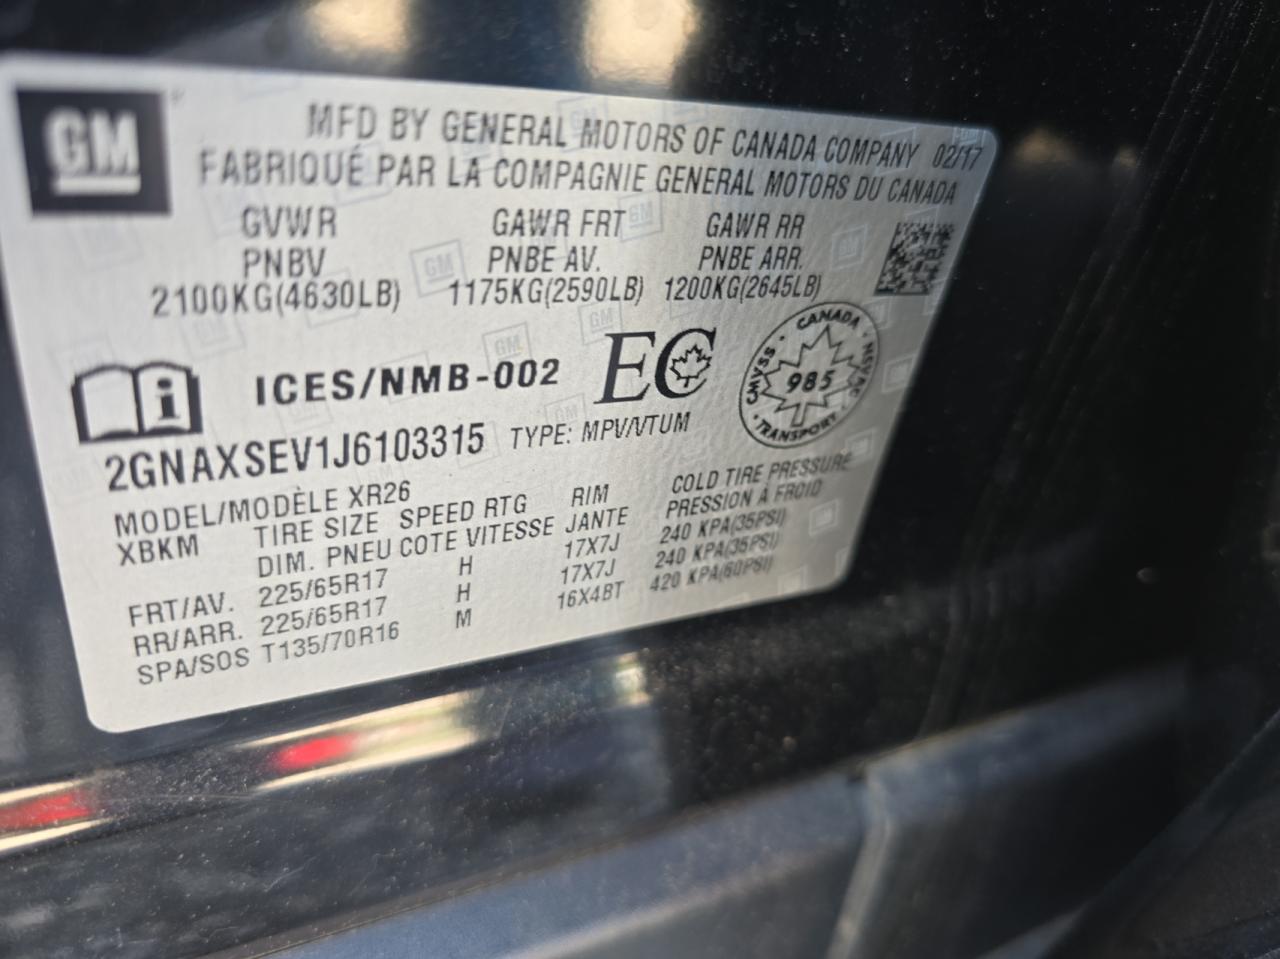 GM
MFD BY GENERAL MOTORS OF CANADA COMPANY 02/17
FABRIQUÉ PAR LA COMPAGNIE GENERAL MOTORS DU CANADA
GVWR GAWR FRT GAWR RR
PNBV PNBE AV. PNBE ARR.
2100KG(4630LB) 1175KG(2590LB) 1200KG(2645LB)
i ICES/NMB-002 EC
CANADA
CMVSS · NSVAC
985
TRANSPORT
2GNAXSEV1J6103315 TYPE: MPV/VTUM
MODEL/MODÈLE XR26
XBKM TIRE SIZE SPEED RTG RIM COLD TIRE PRESSURE
DIM. PNEU COTE VITESSE JANTE PRESSION À FROID
FRT/AV. 225/65R17 H 17X7J 240 KPA(35PSI)
RR/ARR. 225/65R17 H 17X7J 240 KPA(35PSI)
SPA/SOS T135/70R16 M 16X4BT 420 KPA(60PSI)